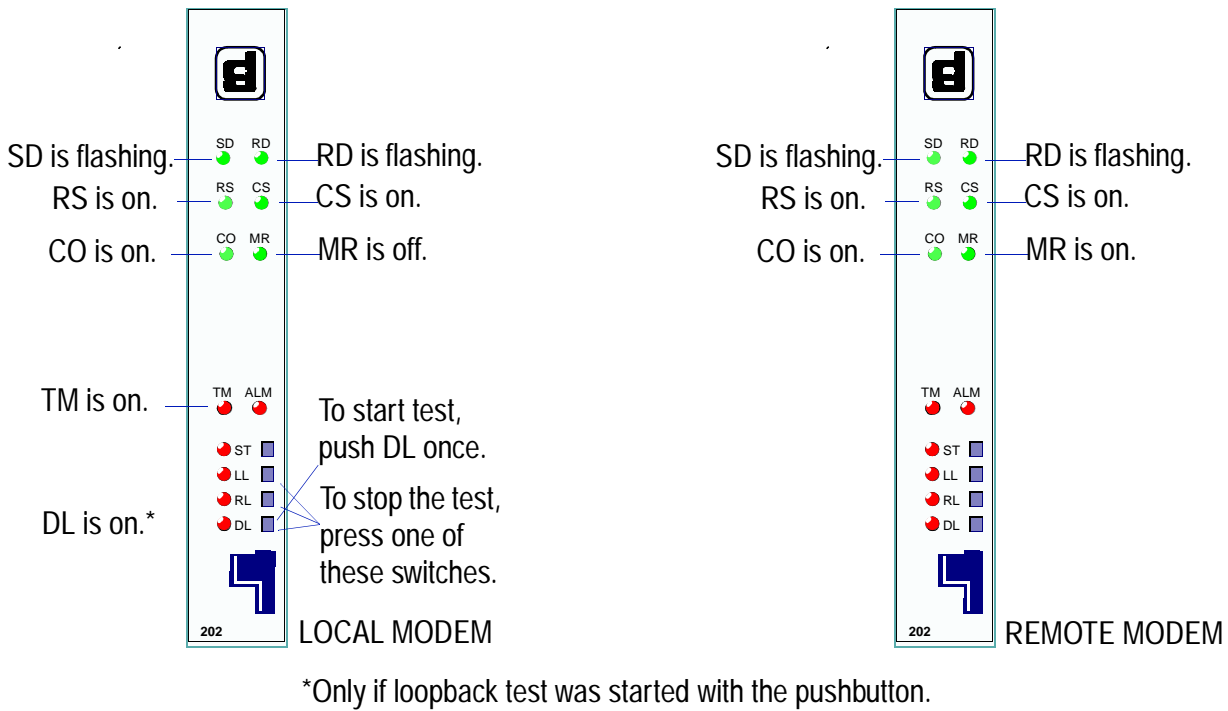 SD RD
SD is flashing.
RD is flashing.
RS CS
RS is on.
CS is on.
CO MR
CO is on.
MR is off.
TM ALM
TM is on.
To start test,
push DL once.
ST
LL
RL
DL
DL is on.*
To stop the test,
press one of
these switches.
202
LOCAL MODEM
SD RD
SD is flashing.
RD is flashing.
RS CS
RS is on.
CS is on.
CO MR
CO is on.
MR is on.
TM ALM
ST
LL
RL
DL
202
REMOTE MODEM
*Only if loopback test was started with the pushbutton.